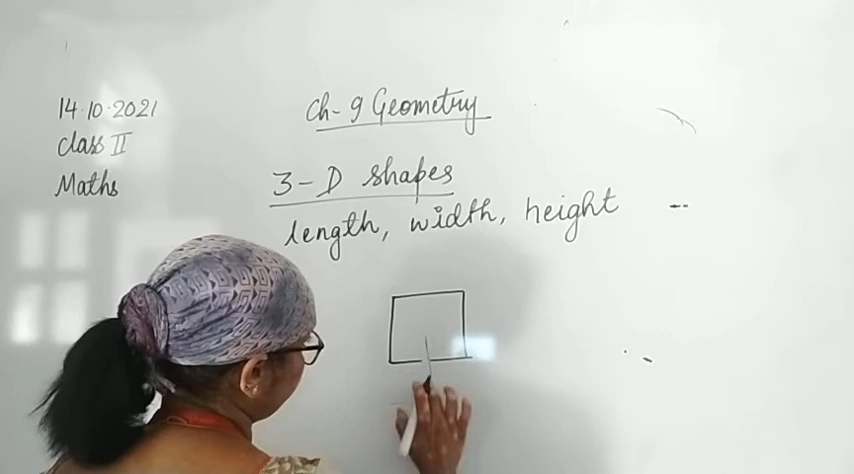 14.10.2021
Class II
Maths
Ch-9 Geometry
3-D shapes
length, width, height